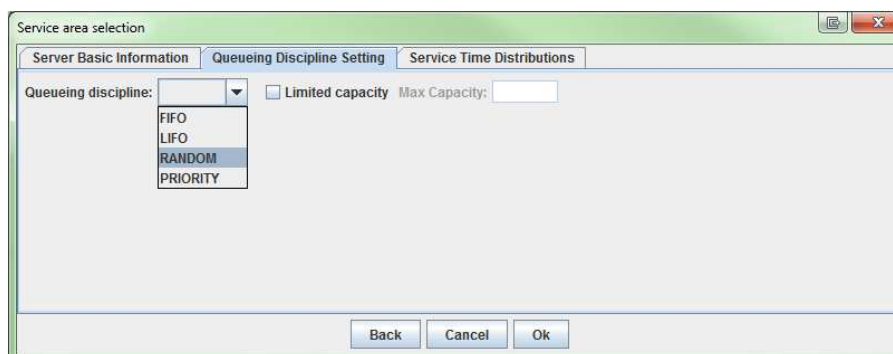 Service area selection
Server Basic Information Queueing Discipline Setting Service Time Distributions
Queueing discipline: Limited capacity Max Capacity:
FIFO
LIFO
RANDOM
PRIORITY
Back Cancel Ok